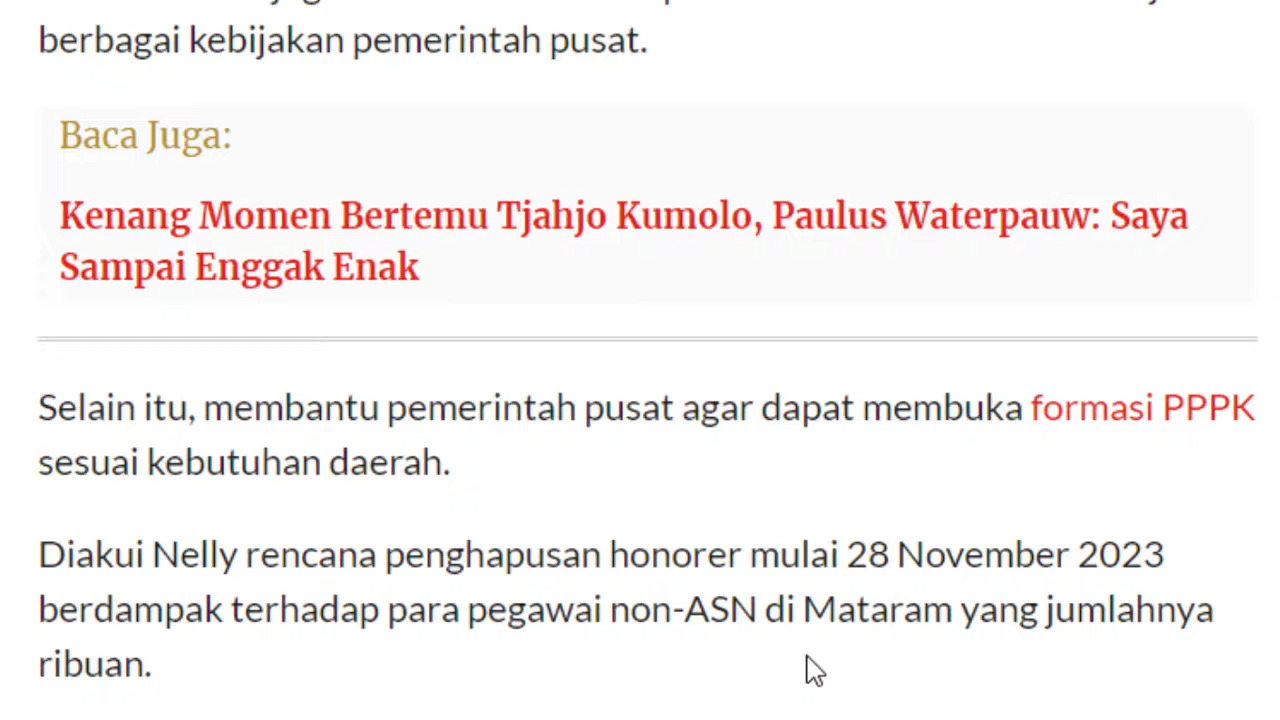 berbagai kebijakan pemerintah pusat.
Baca Juga:
Kenang Momen Bertemu Tjahjo Kumolo, Paulus Waterpauw: Saya
Sampai Enggak Enak
Selain itu, membantu pemerintah pusat agar dapat membuka formasi PPPK
sesuai kebutuhan daerah.
Diakui Nelly rencana penghapusan honorer mulai 28 November 2023
berdampak terhadap para pegawai non-ASN di Mataram yang jumlahnya
ribuan.